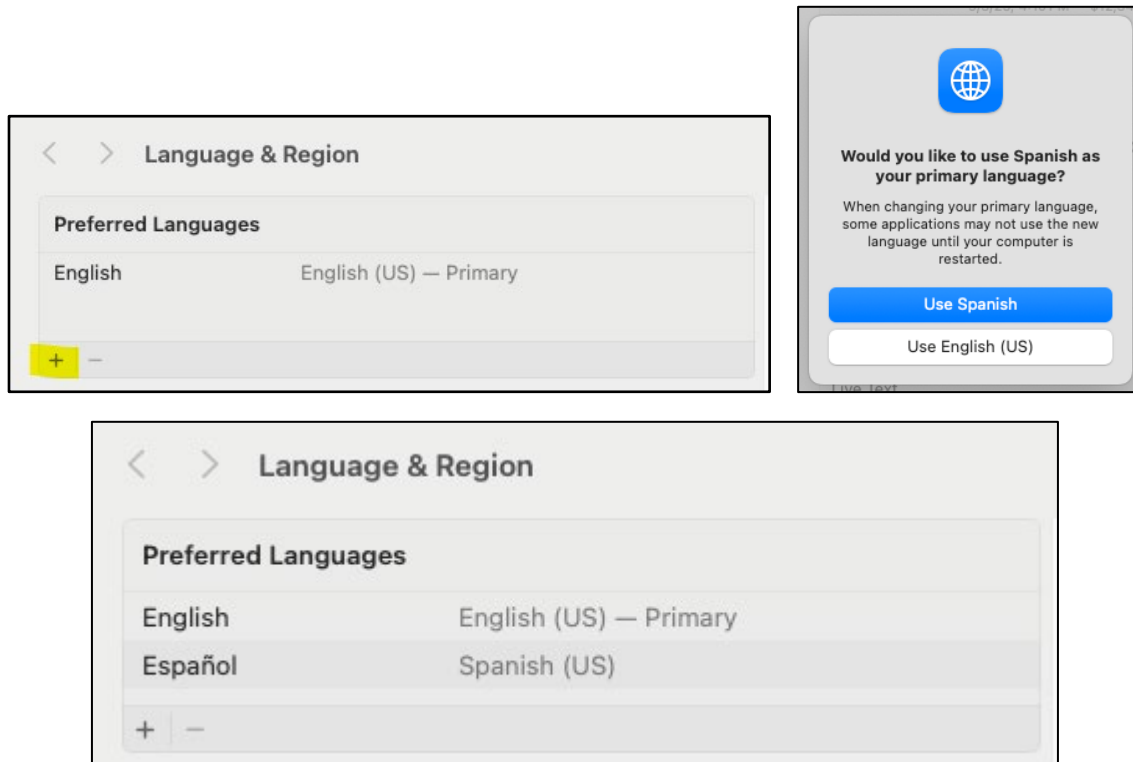 Language & Region
Preferred Languages
English English (US) — Primary
+ −
Would you like to use Spanish as
your primary language?
When changing your primary language,
some applications may not use the new
language until your computer is
restarted.
Use Spanish
Use English (US)
Live Text
Language & Region
Preferred Languages
English English (US) — Primary
Español Spanish (US)
+ −